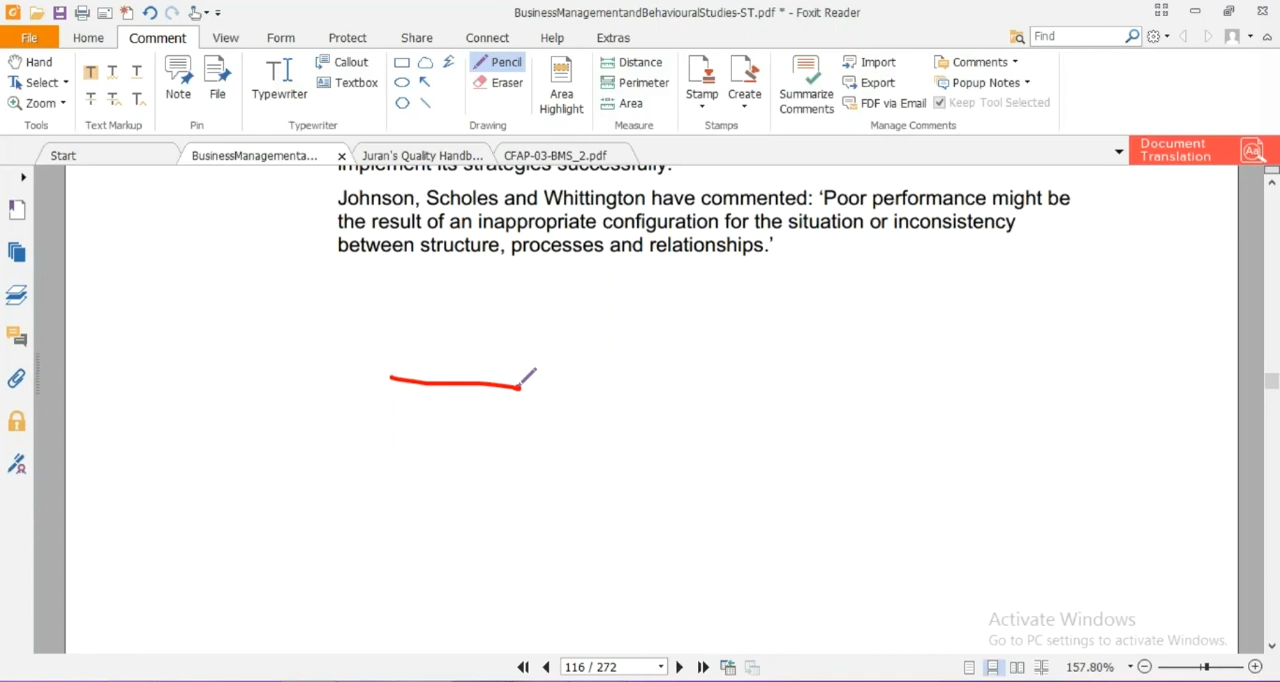 BusinessManagementandBehaviouralStudies-ST.pdf * - Foxit Reader
File Home Comment View Form Protect Share Connect Help Extras Find
Hand
Select
Zoom
Tools
Text Markup
Note
File
Pin
Typewriter
Callout
Textbox
Typewriter
Pencil
Eraser
Drawing
Area
Highlight
Distance
Perimeter
Area
Measure
Stamp
Create
Stamps
Summarize
Comments
Import
Export
FDF via Email
Comments
Popup Notes
Keep Tool Selected
Manage Comments
Start BusinessManagementa... Juran's Quality Handb... CFAP-03-BMS_2.pdf
Document
Translation
implement its strategies successfully.
Johnson, Scholes and Whittington have commented: ‘Poor performance might be
the result of an inappropriate configuration for the situation or inconsistency
between structure, processes and relationships.’
Activate Windows
Go to PC settings to activate Windows.
116 / 272
157.80%